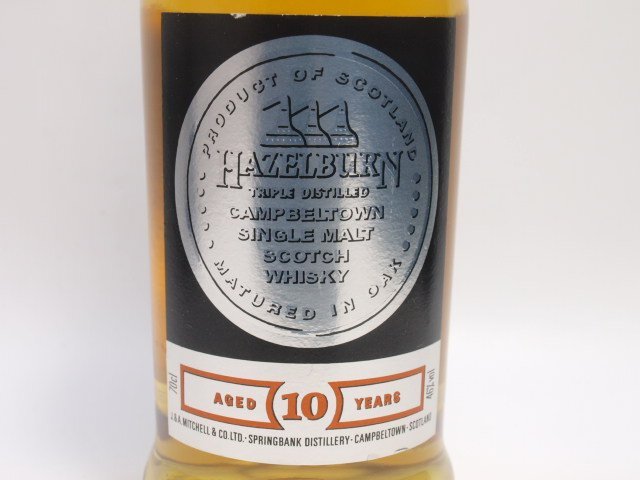 PRODUCT OF SCOTLAND
HAZELBURN
TRIPLE DISTILLED
CAMPBELTOWN
SINGLE MALT
SCOTCH
WHISKY
MATURED IN OAK
70cl
AGED 10 YEARS
46% vol
J.&A. MITCHELL & CO. LTD. · SPRINGBANK DISTILLERY · CAMPBELTOWN · SCOTLAND